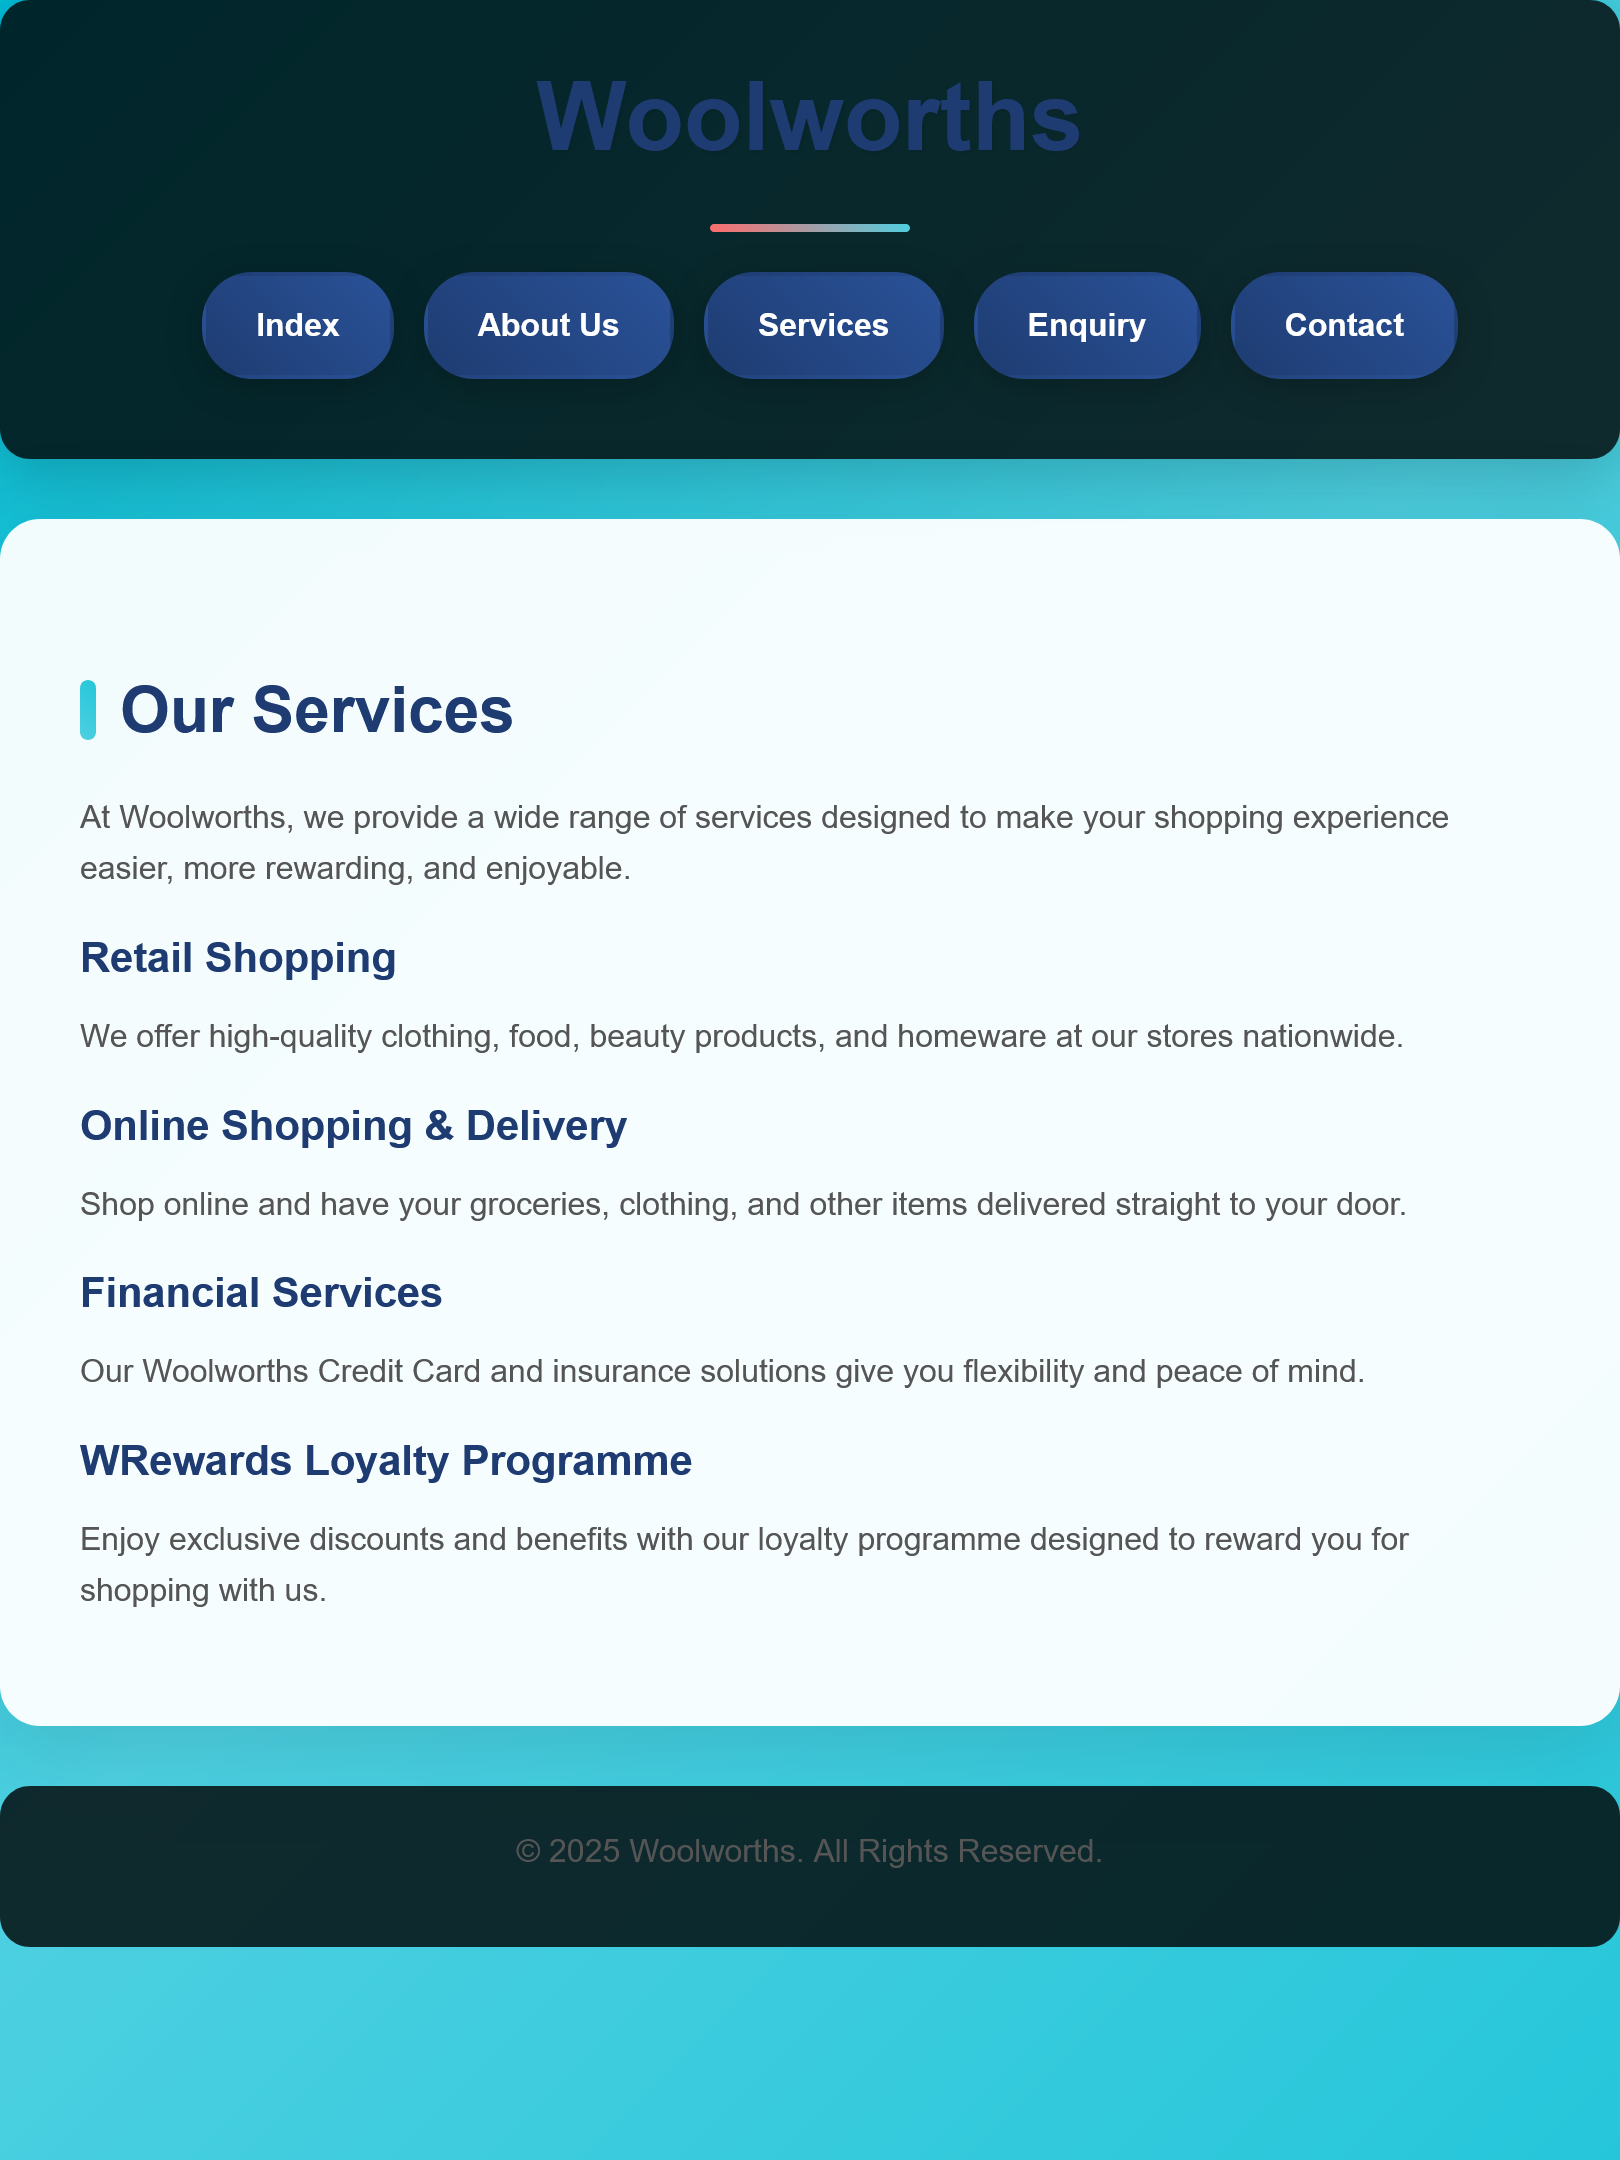 Woolworths
Index About Us Services Enquiry Contact
Our Services
At Woolworths, we provide a wide range of services designed to make your shopping experience
easier, more rewarding, and enjoyable.
Retail Shopping
We offer high-quality clothing, food, beauty products, and homeware at our stores nationwide.
Online Shopping & Delivery
Shop online and have your groceries, clothing, and other items delivered straight to your door.
Financial Services
Our Woolworths Credit Card and insurance solutions give you flexibility and peace of mind.
WRewards Loyalty Programme
Enjoy exclusive discounts and benefits with our loyalty programme designed to reward you for
shopping with us.
© 2025 Woolworths. All Rights Reserved.